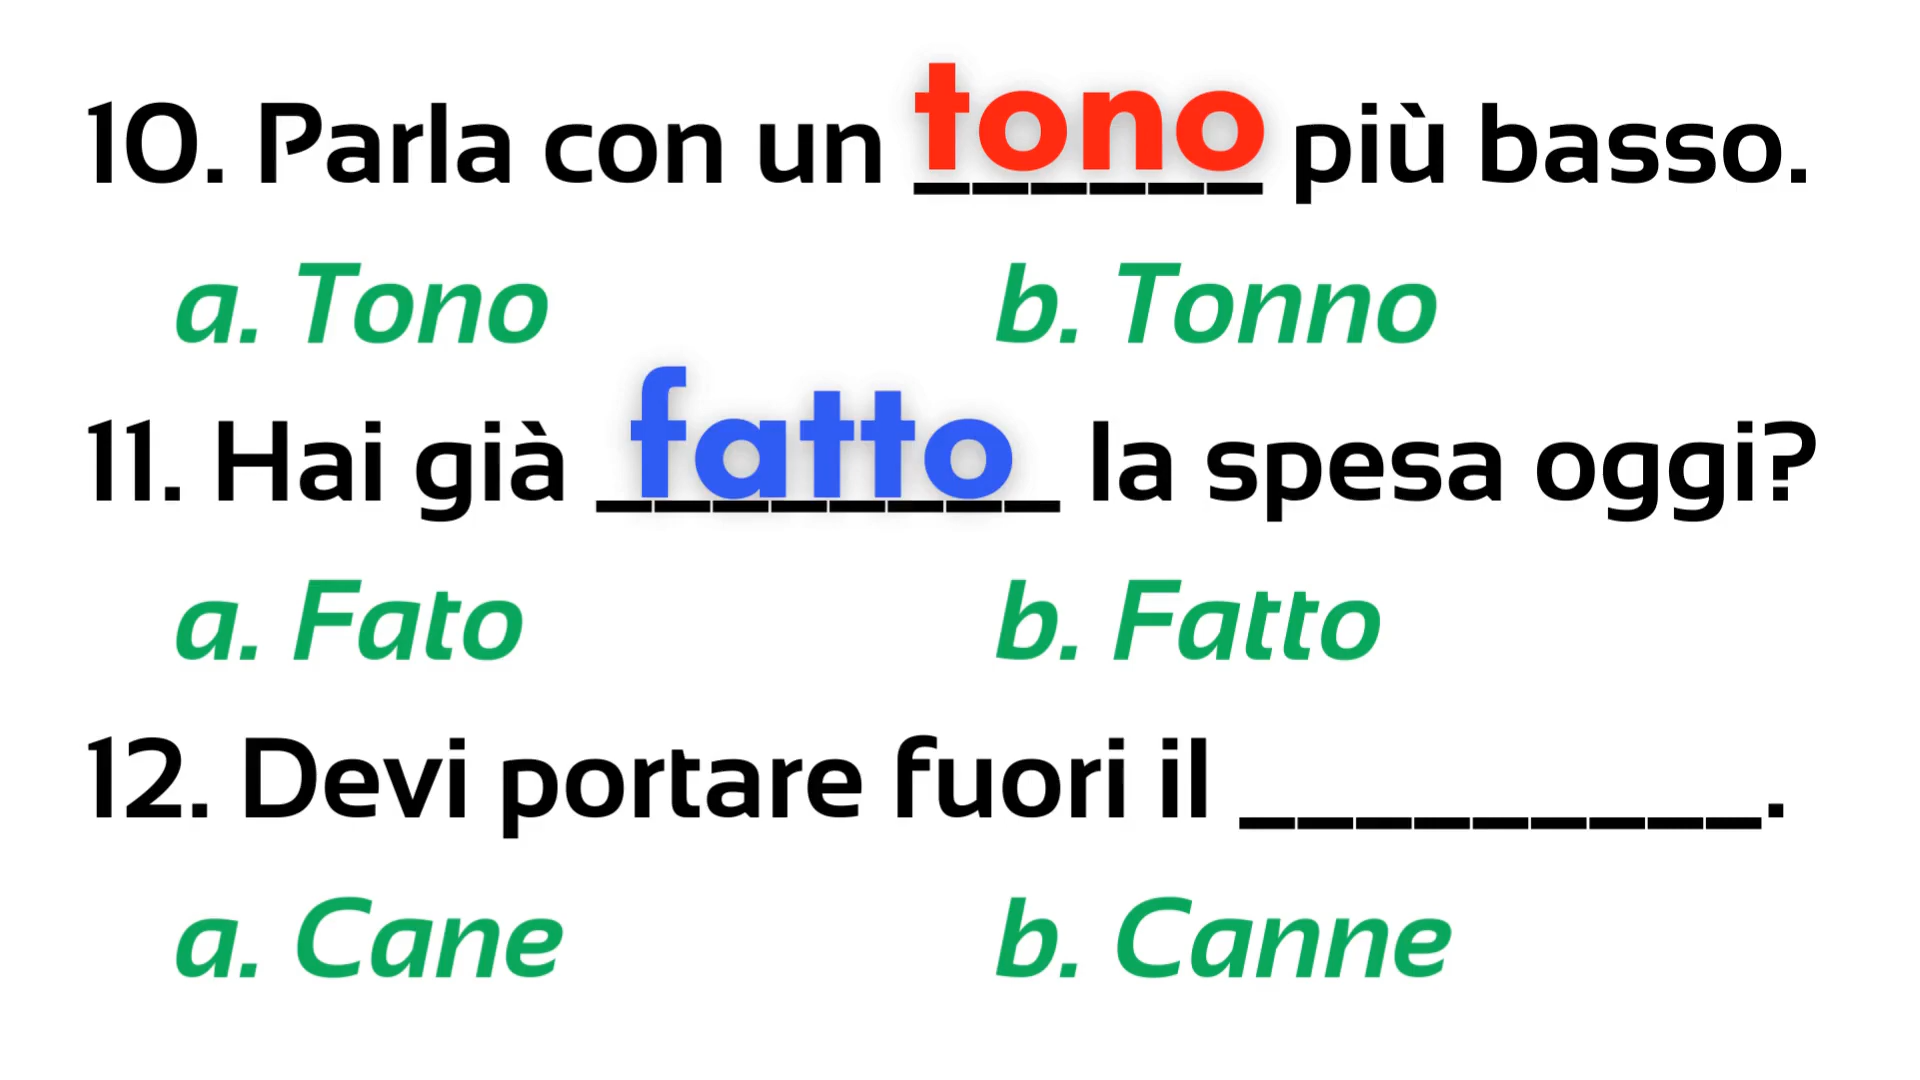 10. Parla con un tono più basso.
a. Tono b. Tonno
11. Hai già fatto la spesa oggi?
a. Fato b. Fatto
12. Devi portare fuori il _________.
a. Cane b. Canne